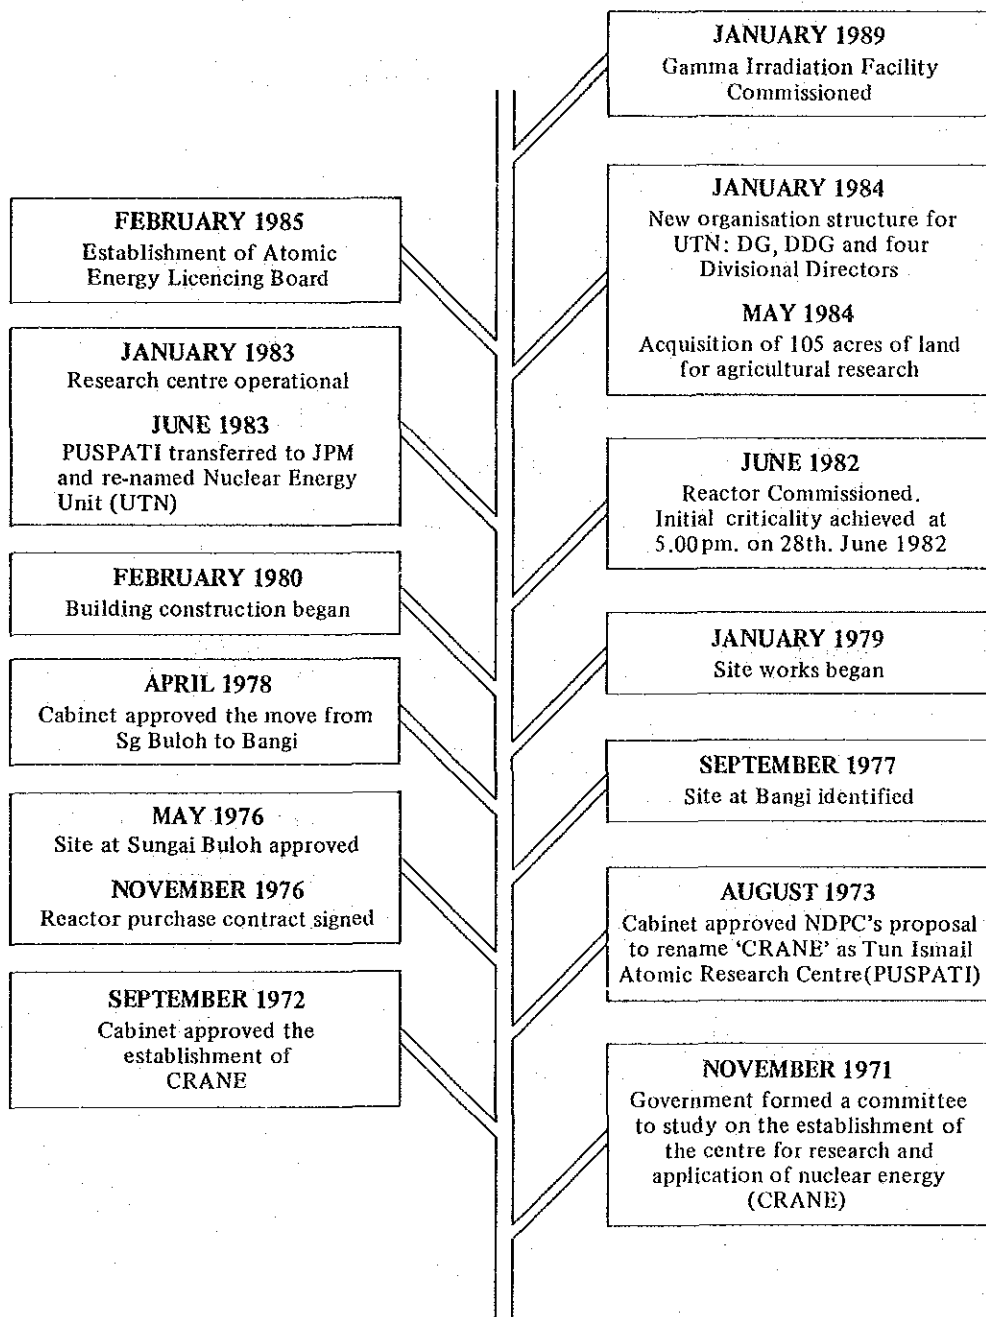 JANUARY 1989
Gamma Irradiation Facility
Commissioned
JANUARY 1984
New organisation structure for
UTN: DG, DDG and four
Divisional Directors
MAY 1984
Acquisition of 105 acres of land
for agricultural research
FEBRUARY 1985
Establishment of Atomic
Energy Licencing Board
JANUARY 1983
Research centre operational
JUNE 1983
PUSPATI transferred to JPM
and re-named Nuclear Energy
Unit (UTN)
JUNE 1982
Reactor Commissioned.
Initial criticality achieved at
5.00pm. on 28th. June 1982
FEBRUARY 1980
Building construction began
JANUARY 1979
Site works began
APRIL 1978
Cabinet approved the move from
Sg Buloh to Bangi
SEPTEMBER 1977
Site at Bangi identified
MAY 1976
Site at Sungai Buloh approved
NOVEMBER 1976
Reactor purchase contract signed
AUGUST 1973
Cabinet approved NDPC's proposal
to rename 'CRANE' as Tun Ismail
Atomic Research Centre(PUSPATI)
SEPTEMBER 1972
Cabinet approved the
establishment of
CRANE
NOVEMBER 1971
Government formed a committee
to study on the establishment of
the centre for research and
application of nuclear energy
(CRANE)